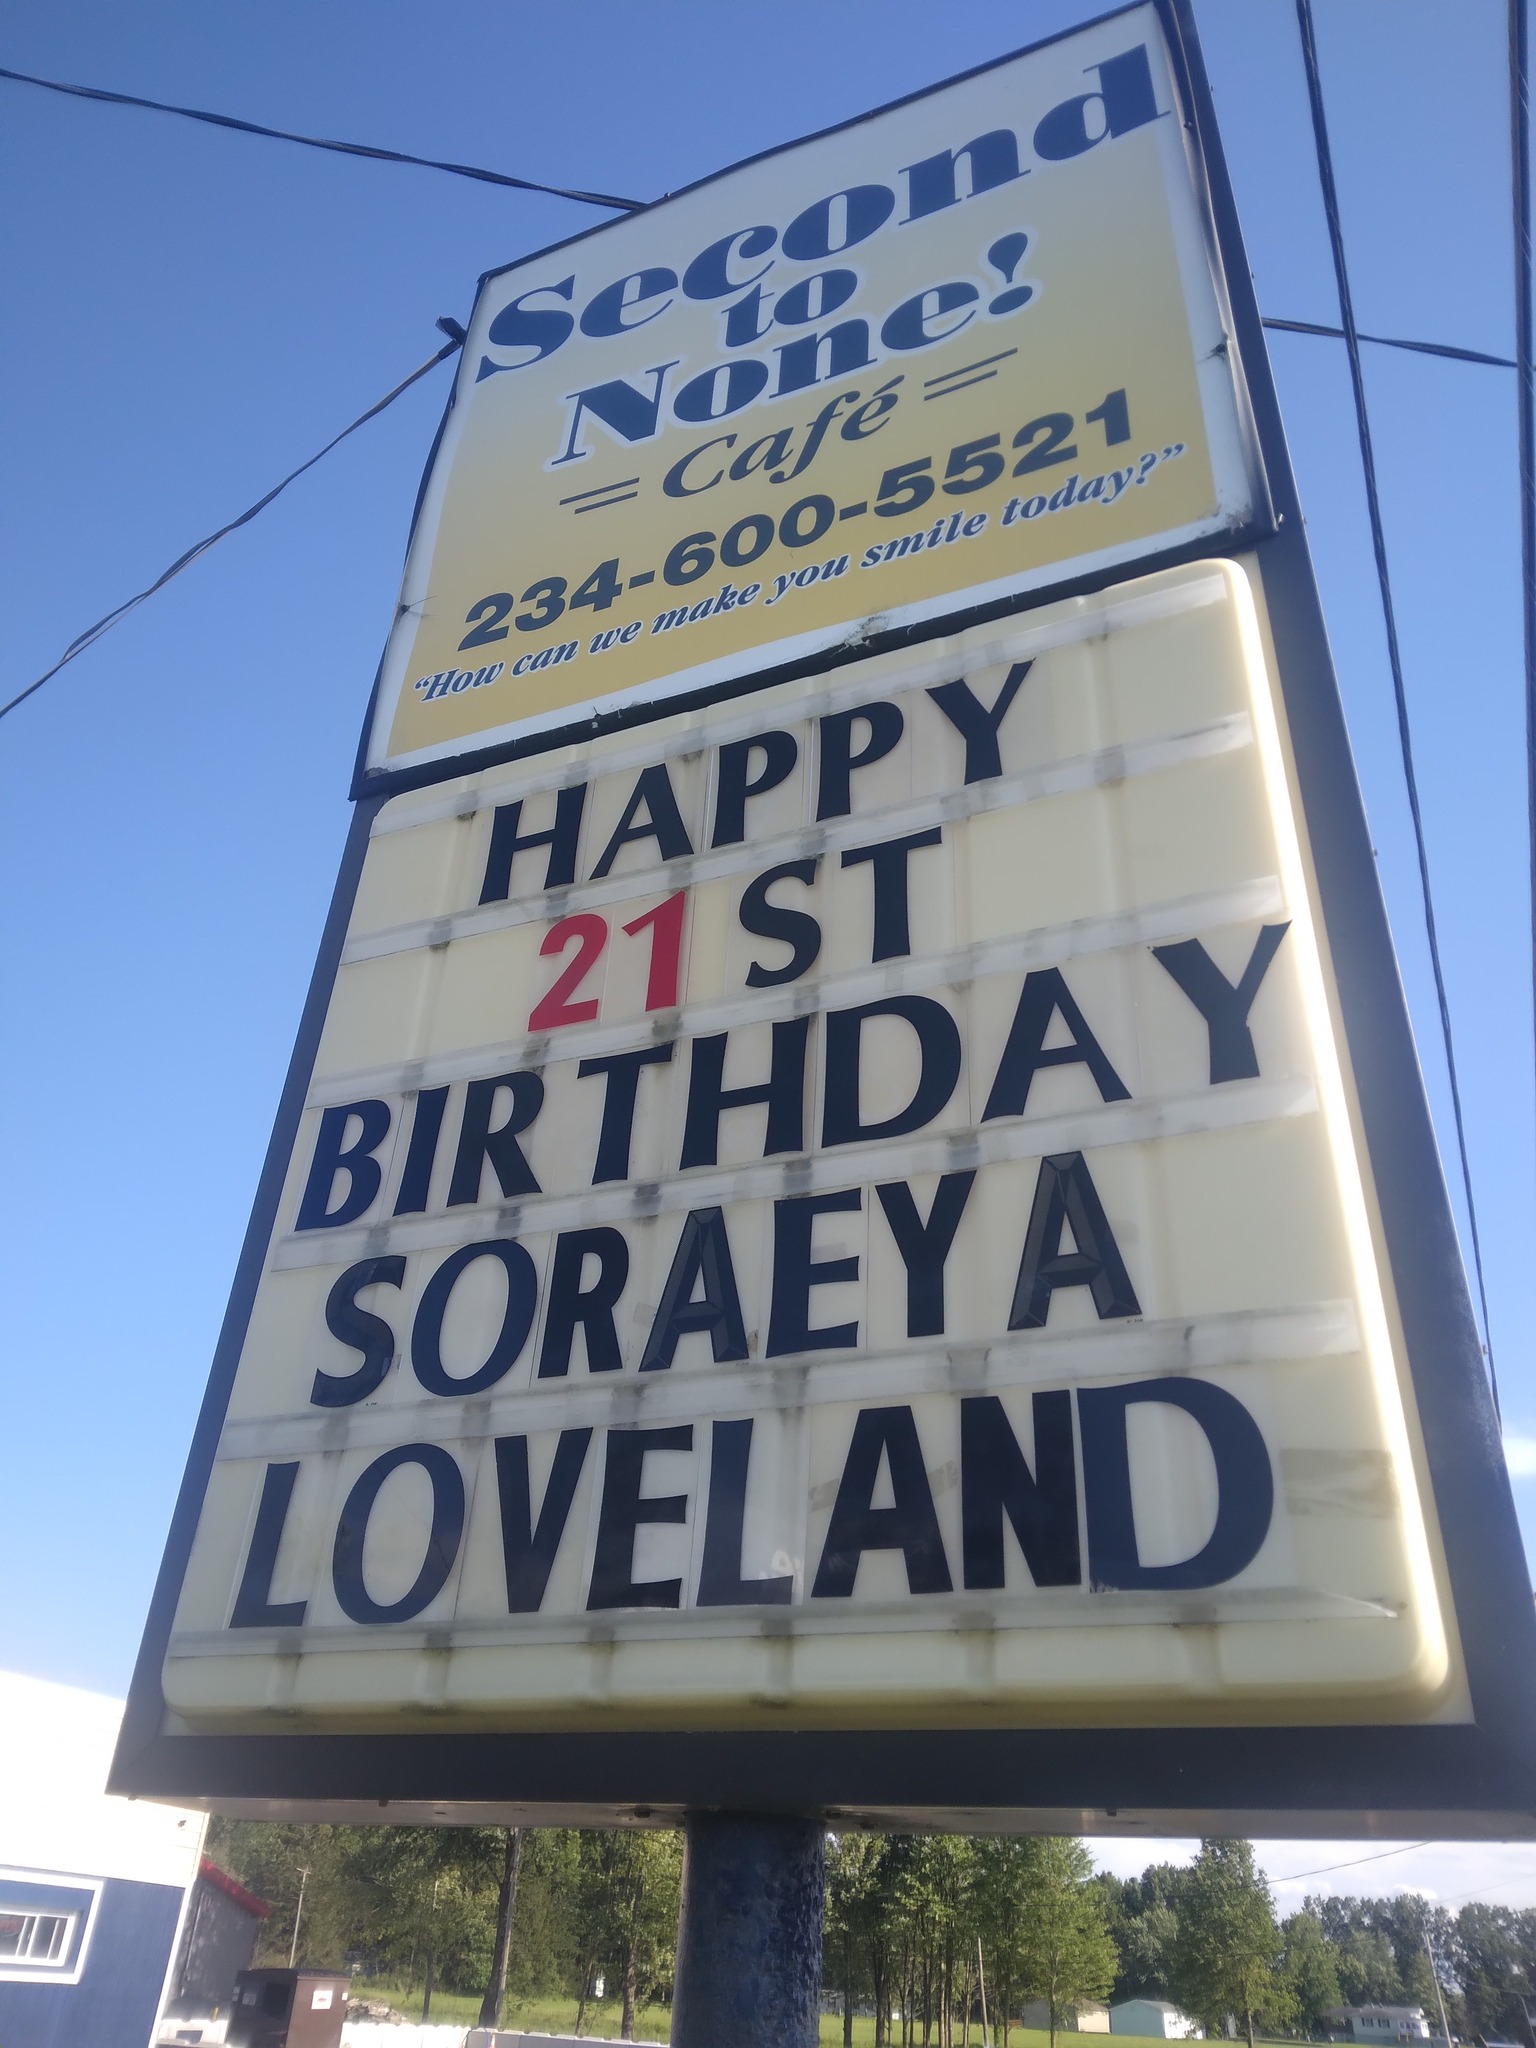 Second
to
None!
Café
234-600-5521
"How can we make you smile today?"
HAPPY
21 ST
BIRTHDAY
SORAEYA
LOVELAND